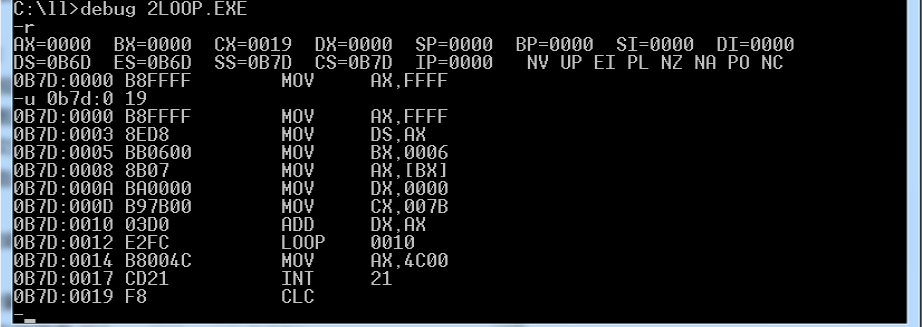 C:\ll>debug 2LOOP.EXE
-r
AX=0000  BX=0000  CX=0019  DX=0000  SP=0000  BP=0000  SI=0000  DI=0000
DS=0B6D  ES=0B6D  SS=0B7D  CS=0B7D  IP=0000   NV UP EI PL NZ NA PO NC
0B7D:0000 B8FFFF        MOV     AX,FFFF
-u 0b7d:0 19
0B7D:0000 B8FFFF        MOV     AX,FFFF
0B7D:0003 8ED8          MOV     DS,AX
0B7D:0005 BB0600        MOV     BX,0006
0B7D:0008 8B07          MOV     AX,[BX]
0B7D:000A BA0000        MOV     DX,0000
0B7D:000D B97B00        MOV     CX,007B
0B7D:0010 03D0          ADD     DX,AX
0B7D:0012 E2FC          LOOP    0010
0B7D:0014 B8004C        MOV     AX,4C00
0B7D:0017 CD21          INT     21
0B7D:0019 F8            CLC
-